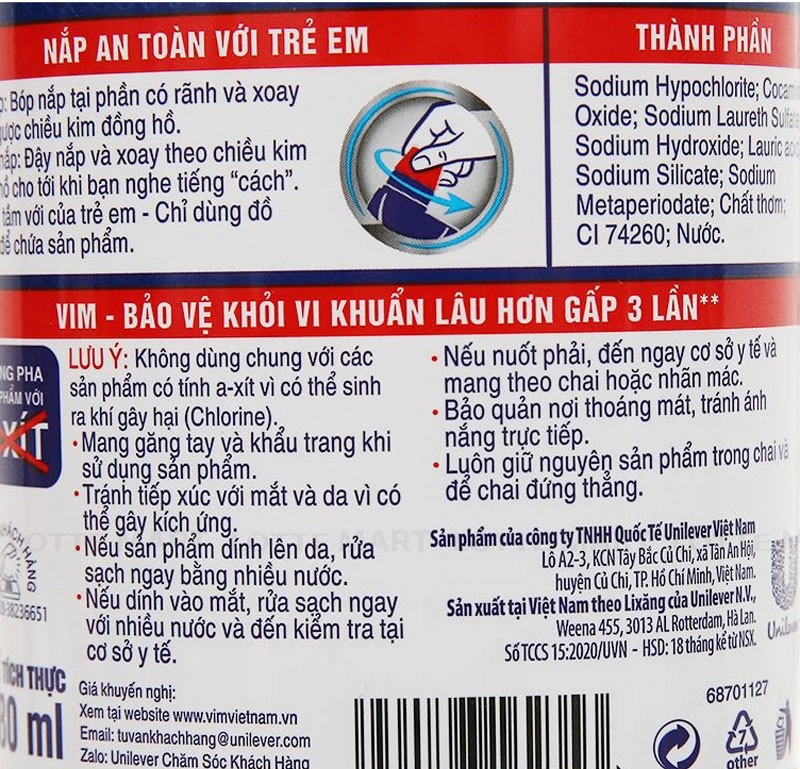 NẮP AN TOÀN VỚI TRẺ EM
Bóp nắp tại phần có rãnh và xoay
chiều kim đồng hồ.
Đậy nắp và xoay theo chiều kim
cho tới khi bạn nghe tiếng “cách”.
tầm với của trẻ em - Chỉ dùng đồ
để chứa sản phẩm.
THÀNH PHẦN
Sodium Hypochlorite;
Oxide; Sodium Laureth
Sodium Hydroxide; Lauric
Sodium Silicate; Sodium
Metaperiodate; Chất thơm;
CI 74260; Nước.
VIM - BẢO VỆ KHỎI VI KHUẨN LÂU HƠN GẤP 3 LẦN**
PHA
VỚI
LƯU Ý: Không dùng chung với các
sản phẩm có tính a-xít vì có thể sinh
ra khí gây hại (Chlorine).
• Mang găng tay và khẩu trang khi
sử dụng sản phẩm.
• Tránh tiếp xúc với mắt và da vì có
thể gây kích ứng.
• Nếu sản phẩm dính lên da, rửa
sạch ngay bằng nhiều nước.
• Nếu dính vào mắt, rửa sạch ngay
với nhiều nước và đến kiểm tra tại
cơ sở y tế.
• Nếu nuốt phải, đến ngay cơ sở y tế và
mang theo chai hoặc nhãn mác.
• Bảo quản nơi thoáng mát, tránh ánh
nắng trực tiếp.
• Luôn giữ nguyên sản phẩm trong chai và
để chai đứng thẳng.
Sản phẩm của công ty TNHH Quốc Tế Unilever Việt Nam
Lô A2-3, KCN Tây Bắc Củ Chi, xã Tân An Hội,
huyện Củ Chi, TP. Hồ Chí Minh, Việt Nam.
Sản xuất tại Việt Nam theo Lixăng của Unilever N.V.,
Weena 455, 3013 AL Rotterdam, Hà Lan.
Số TCCS 15:2020/UVN - HSD: 18 tháng kể từ NSX.
KHÁCH HÀNG
38236651
TÍCH THỰC
ml
Giá khuyến nghị:
Xem tại website www.vimvietnam.vn
Email: tuvankhachhang@unilever.com
Zalo: Unilever Chăm Sóc Khách Hàng
68701127
7
other